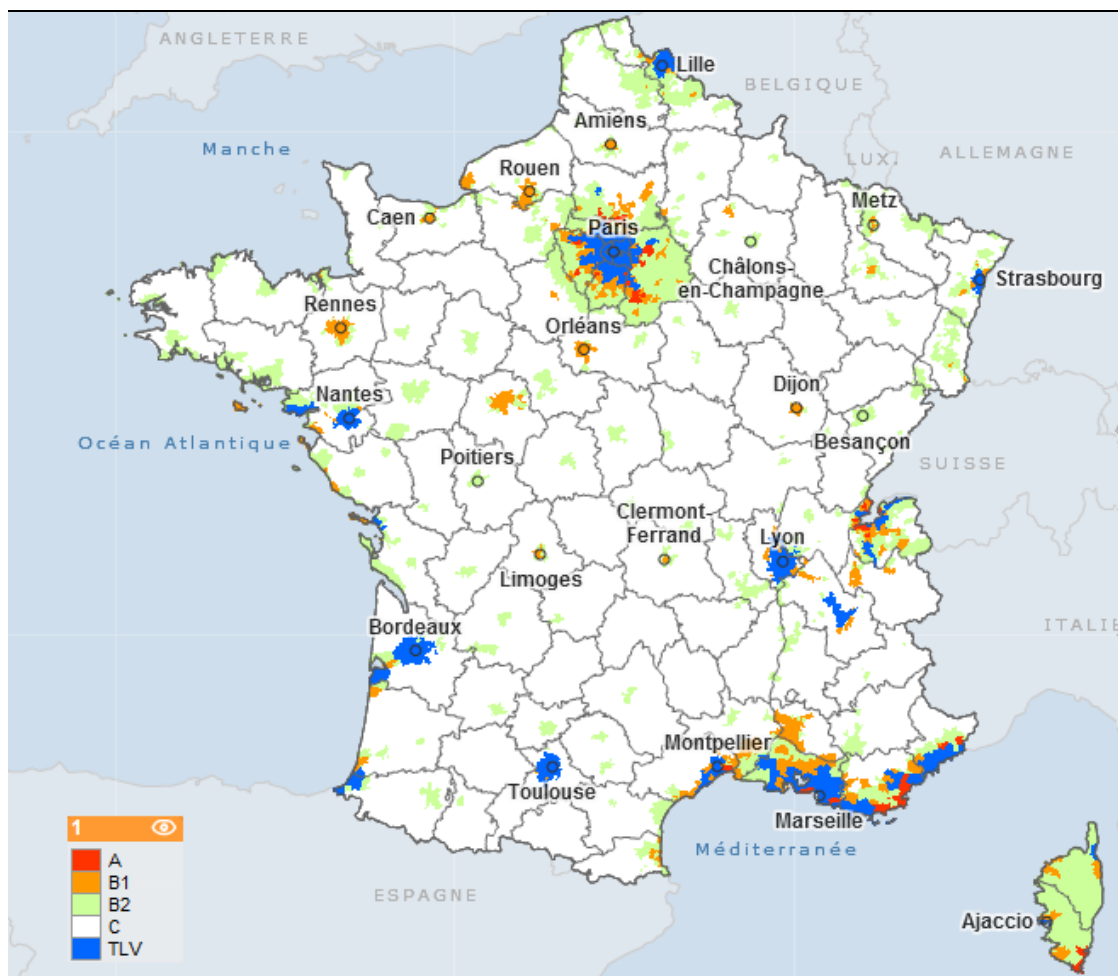 ANGLETERRE
Lille
BELGIQUE
Amiens
Manche
LUX.
ALLEMAGNE
Rouen
Metz
Caen
Paris
Strasbourg
Châlons-
en-Champagne
Rennes
Orléans
Nantes
Dijon
Océan Atlantique
Besançon
Poitiers
SUISSE
Clermont-
Ferrand
Lyon
Limoges
Bordeaux
ITALIE
Montpellier
Toulouse
Marseille
Méditerranée
ESPAGNE
Ajaccio
1
A
B1
B2
C
TLV